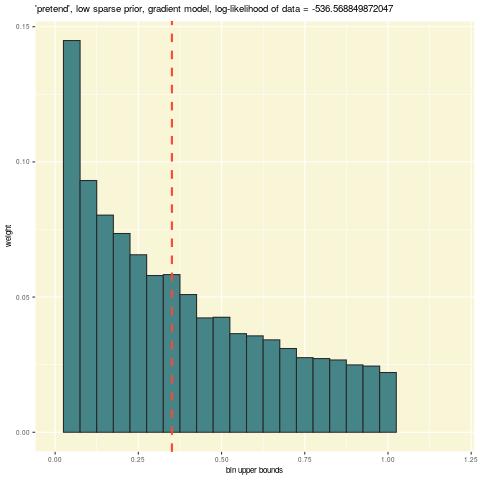 'pretend', low sparse prior, gradient model, log-likelihood of data = -536.568849872047
0.15
0.10
weight
0.05
0.00
0.00 0.25 0.50 0.75 1.00 1.25
bin upper bounds